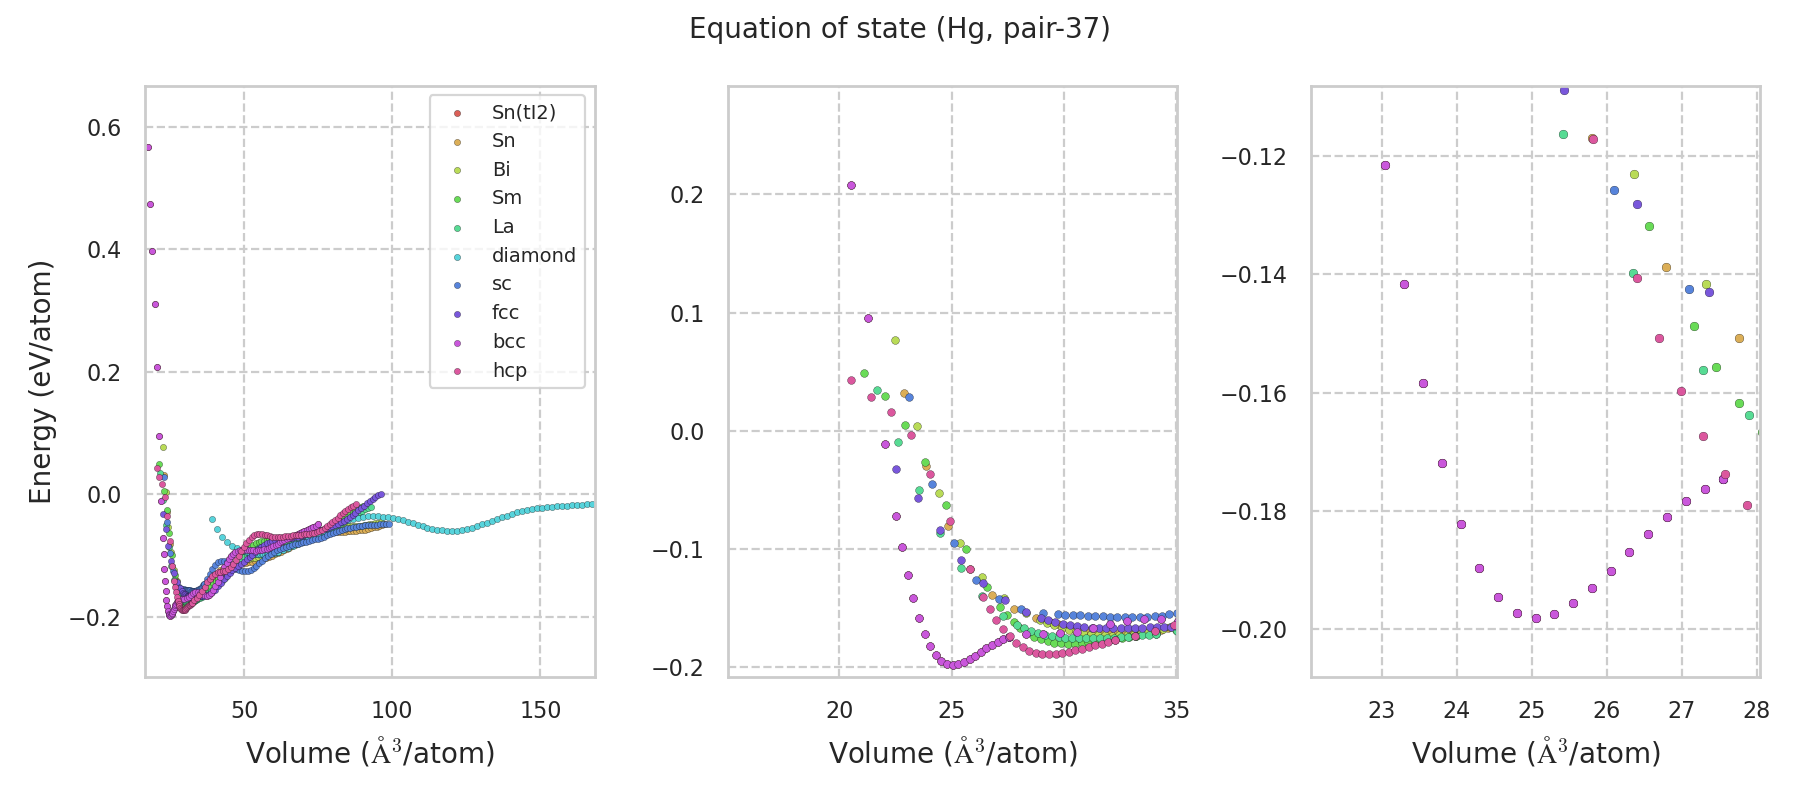 Equation of state (Hg, pair-37)
Energy (eV/atom)
0.6
0.4
0.2
0.0
−0.2
50
100
150
Volume (Å³/atom)
Sn(tI2)
Sn
Bi
Sm
La
diamond
sc
fcc
bcc
hcp
0.2
0.1
0.0
−0.1
−0.2
20
25
30
35
Volume (Å³/atom)
−0.12
−0.14
−0.16
−0.18
−0.20
23
24
25
26
27
28
Volume (Å³/atom)